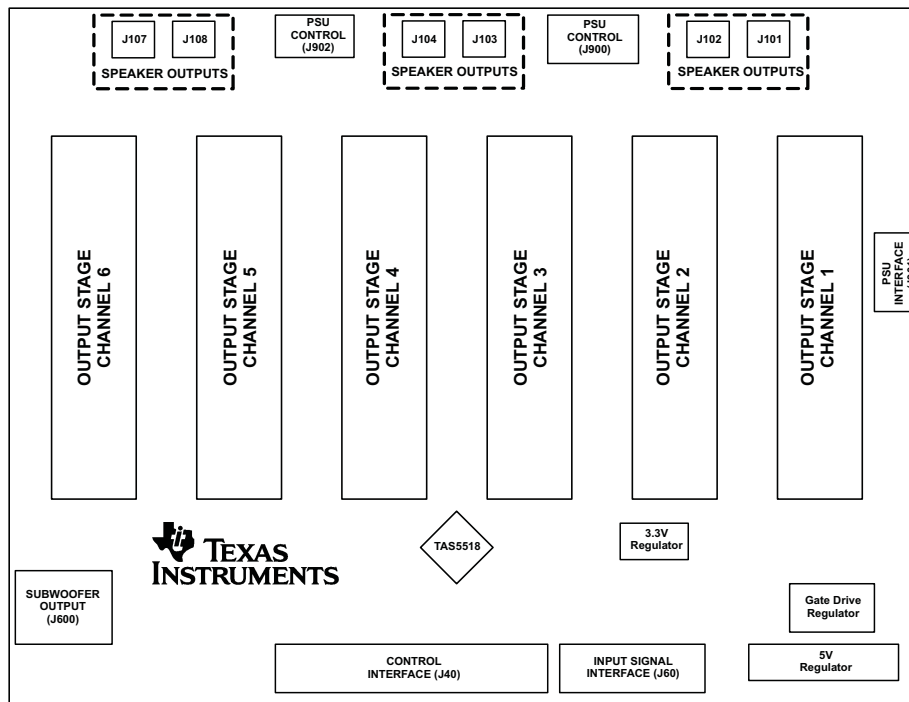 J107
J108
SPEAKER OUTPUTS
PSU
CONTROL
(J902)
J104
J103
SPEAKER OUTPUTS
PSU
CONTROL
(J900)
J102
J101
SPEAKER OUTPUTS
OUTPUT STAGE
CHANNEL 6
OUTPUT STAGE
CHANNEL 5
OUTPUT STAGE
CHANNEL 4
OUTPUT STAGE
CHANNEL 3
OUTPUT STAGE
CHANNEL 2
OUTPUT STAGE
CHANNEL 1
PSU
INTERFACE
TEXAS
INSTRUMENTS
TAS5518
3.3V
Regulator
SUBWOOFER
OUTPUT
(J600)
Gate Drive
Regulator
CONTROL
INTERFACE (J40)
INPUT SIGNAL
INTERFACE (J60)
5V
Regulator